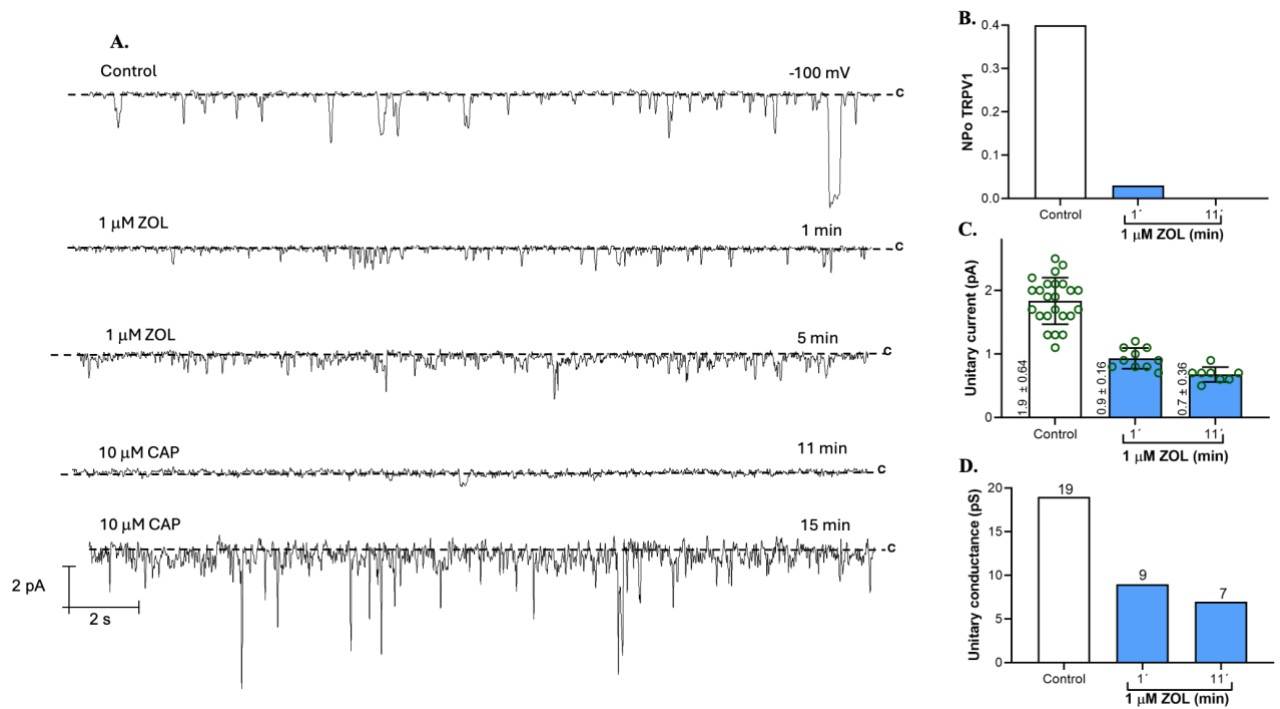 A.
Control
-100 mV
c
1 μM ZOL
1 min
c
1 μM ZOL
5 min
c
10 μM CAP
11 min
c
10 μM CAP
15 min
c
2 pA
2 s
B.
NPo TRPV1
0.4
0.3
0.2
0.1
0.0
Control
1´
11´
1 μM ZOL (min)
C.
Unitary current (pA)
2
1
0
1.9 ± 0.64
0.9 ± 0.16
0.7 ± 0.36
Control
1´
11´
1 μM ZOL (min)
D.
Unitary conductance (pS)
20
15
10
5
0
19
9
7
Control
1´
11´
1 μM ZOL (min)